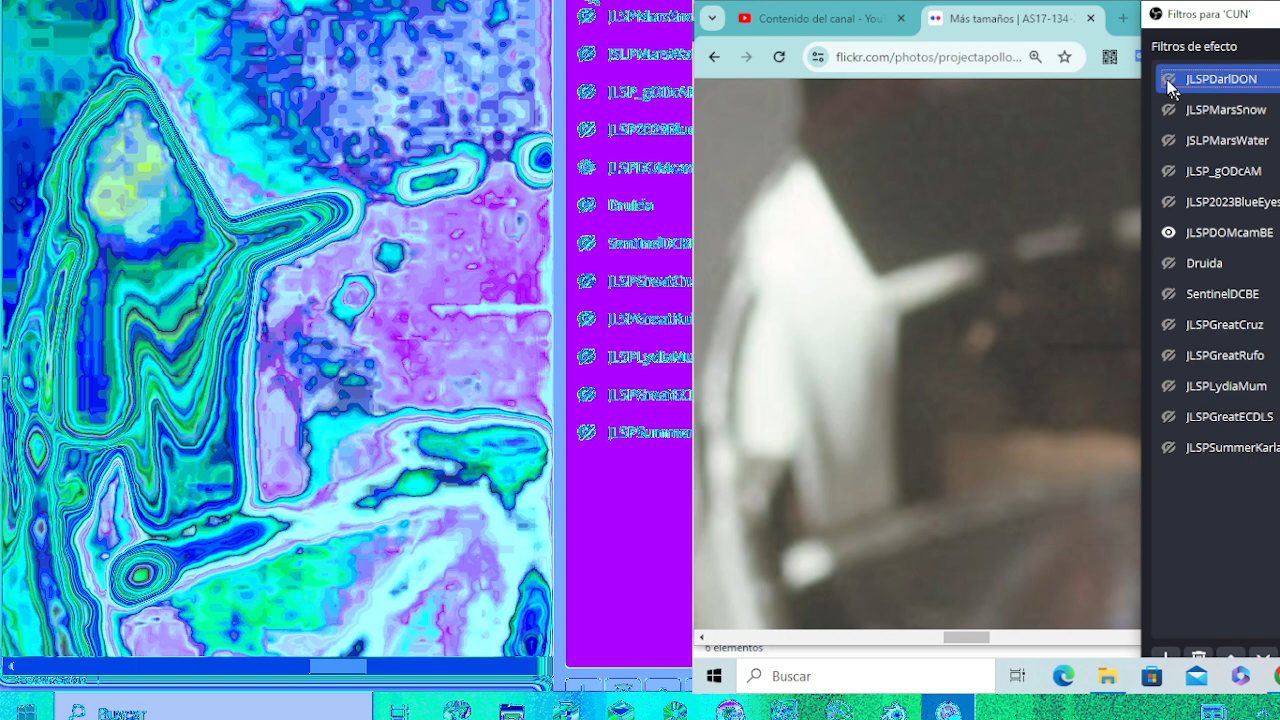 Contenido del canal - You
Más tamaños | AS17-134-
Filtros para 'CUN'
flickr.com/photos/projectapollo...
Filtros de efecto
JLSPDarlDON
JLSPMarsSnow
JSLPMarsWater
JLSP_gODcAM
JLSP2023BlueEyes
JLSPDOMcamBE
Druida
SentinelDCBE
JLSPGreatCruz
JLSPGreatRufo
JLSPLydiaMum
JLSPGreatECDLS
JLSPSummerKarla
6 elementos
Buscar
Druida
Buscar